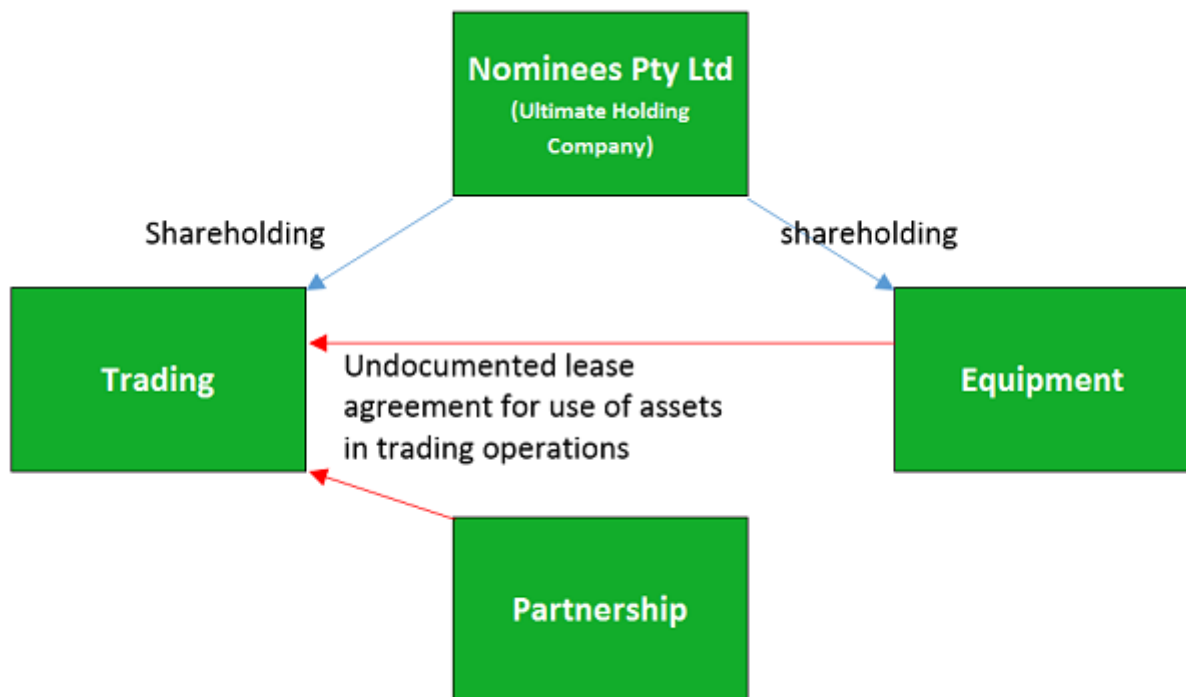 Nominees Pty Ltd
(Ultimate Holding
Company)
Shareholding
shareholding
Trading
Undocumented lease
agreement for use of assets
in trading operations
Equipment
Partnership